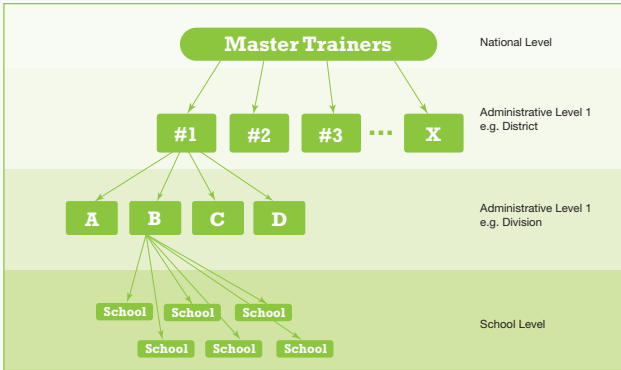 Master Trainers
National Level
#1 #2 #3 ... X
Administrative Level 1
e.g. District
A B C D
Administrative Level 1
e.g. Division
School School School
School School School
School Level